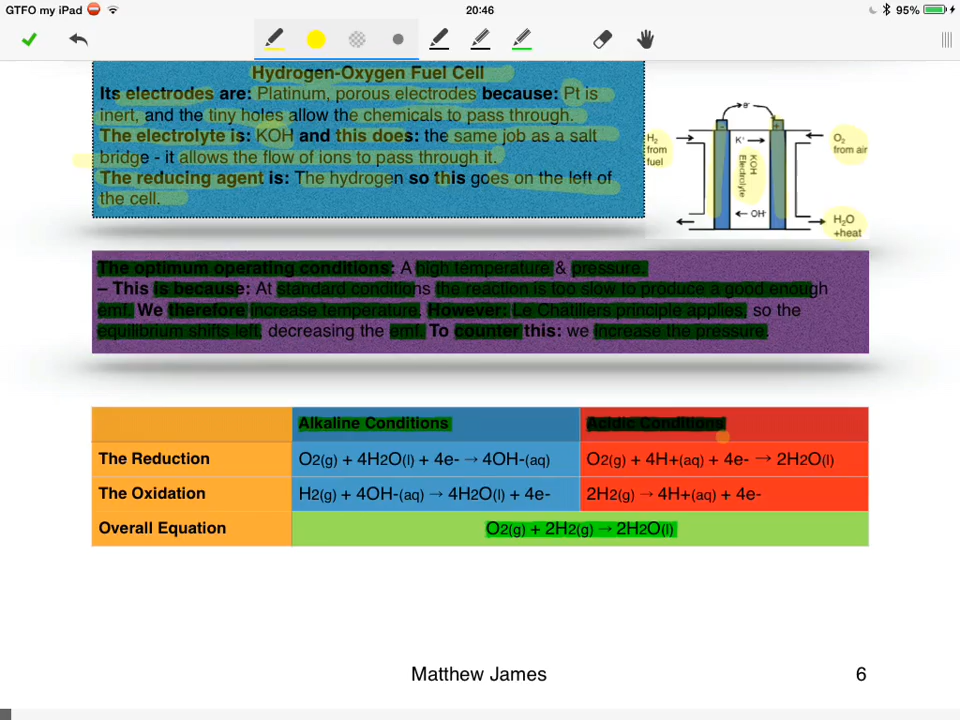 GTFO my iPad
20:46
95%
Hydrogen-Oxygen Fuel Cell
Its electrodes are: Platinum, porous electrodes because: Pt is
inert, and the tiny holes allow the chemicals to pass through.
The electrolyte is: KOH and this does: the same job as a salt
bridge - it allows the flow of ions to pass through it.
The reducing agent is: The hydrogen so this goes on the left of
the cell.
e-
- +
H2
from
fuel
K+
KOH
Electrolyte
OH-
O2
from air
H2O
+heat
The optimum operating conditions: A high temperature & pressure.
– This is because: At standard conditions the reaction is too slow to produce a good enough
emf. We therefore increase temperature. However: Le Chatilliers principle applies, so the
equilibrium shifts left, decreasing the emf. To counter this: we increase the pressure.
Alkaline Conditions
Acidic Conditions
The Reduction
O2(g) + 4H2O(l) + 4e- → 4OH-(aq)
O2(g) + 4H+(aq) + 4e- → 2H2O(l)
The Oxidation
H2(g) + 4OH-(aq) → 4H2O(l) + 4e-
2H2(g) → 4H+(aq) + 4e-
Overall Equation
O2(g) + 2H2(g) → 2H2O(l)
Matthew James
6